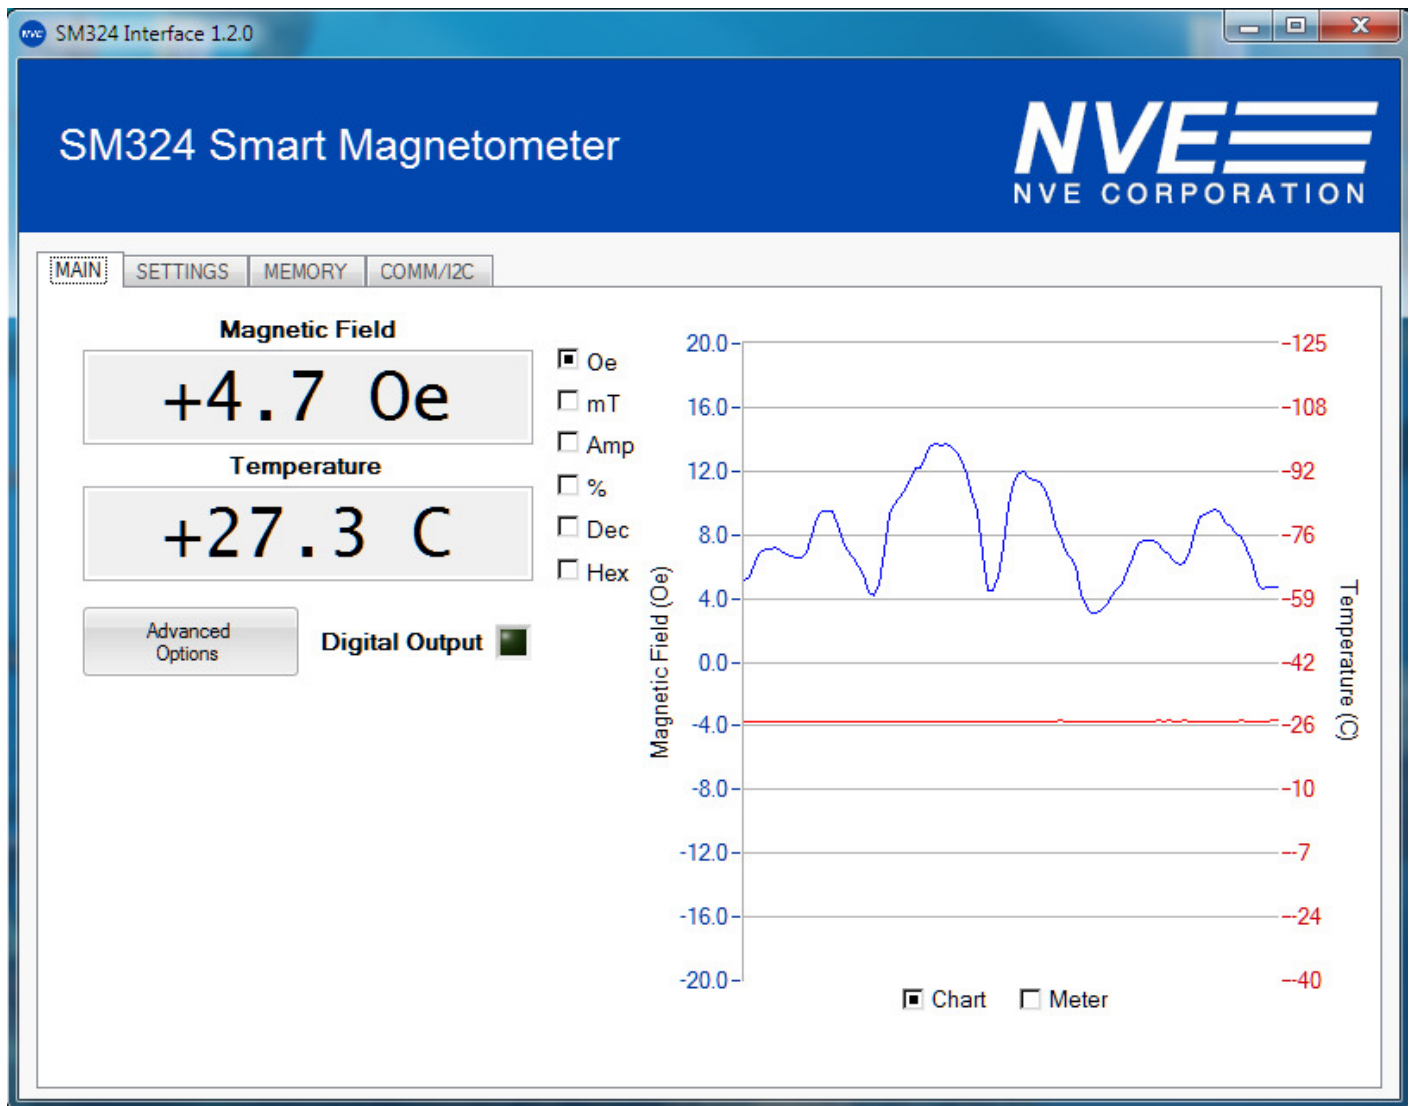 nve SM324 Interface 1.2.0
SM324 Smart Magnetometer
NVE
NVE CORPORATION
MAIN SETTINGS MEMORY COMM/I2C
Magnetic Field
+4.7 Oe
Temperature
+27.3 C
Oe
mT
Amp
%
Dec
Hex
Advanced
Options
Digital Output
Magnetic Field (Oe)
20.0
16.0
12.0
8.0
4.0
0.0
-4.0
-8.0
-12.0
-16.0
-20.0
125
108
92
76
59
42
26
10
-7
-24
-40
Temperature (C)
Chart Meter